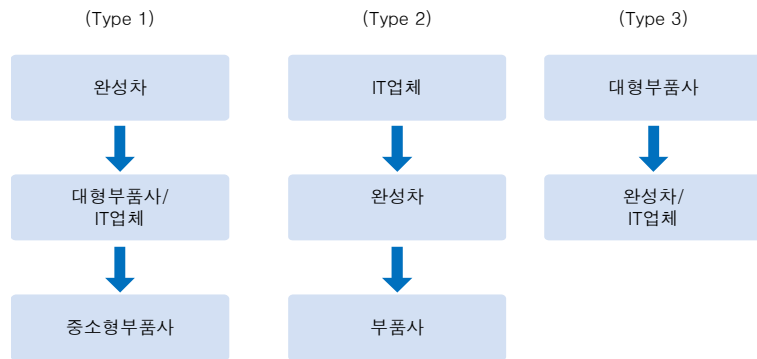 (Type 1)
(Type 2)
(Type 3)
완성차
IT업체
대형부품사
대형부품사/
IT업체
완성차
완성차/
IT업체
중소형부품사
부품사